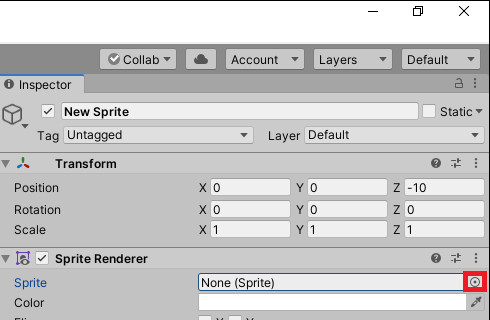 Collab Account Layers Default
Inspector
New Sprite Static
Tag Untagged Layer Default
Transform
Position X 0 Y 0 Z -10
Rotation X 0 Y 0 Z 0
Scale X 1 Y 1 Z 1
Sprite Renderer
Sprite None (Sprite)
Color